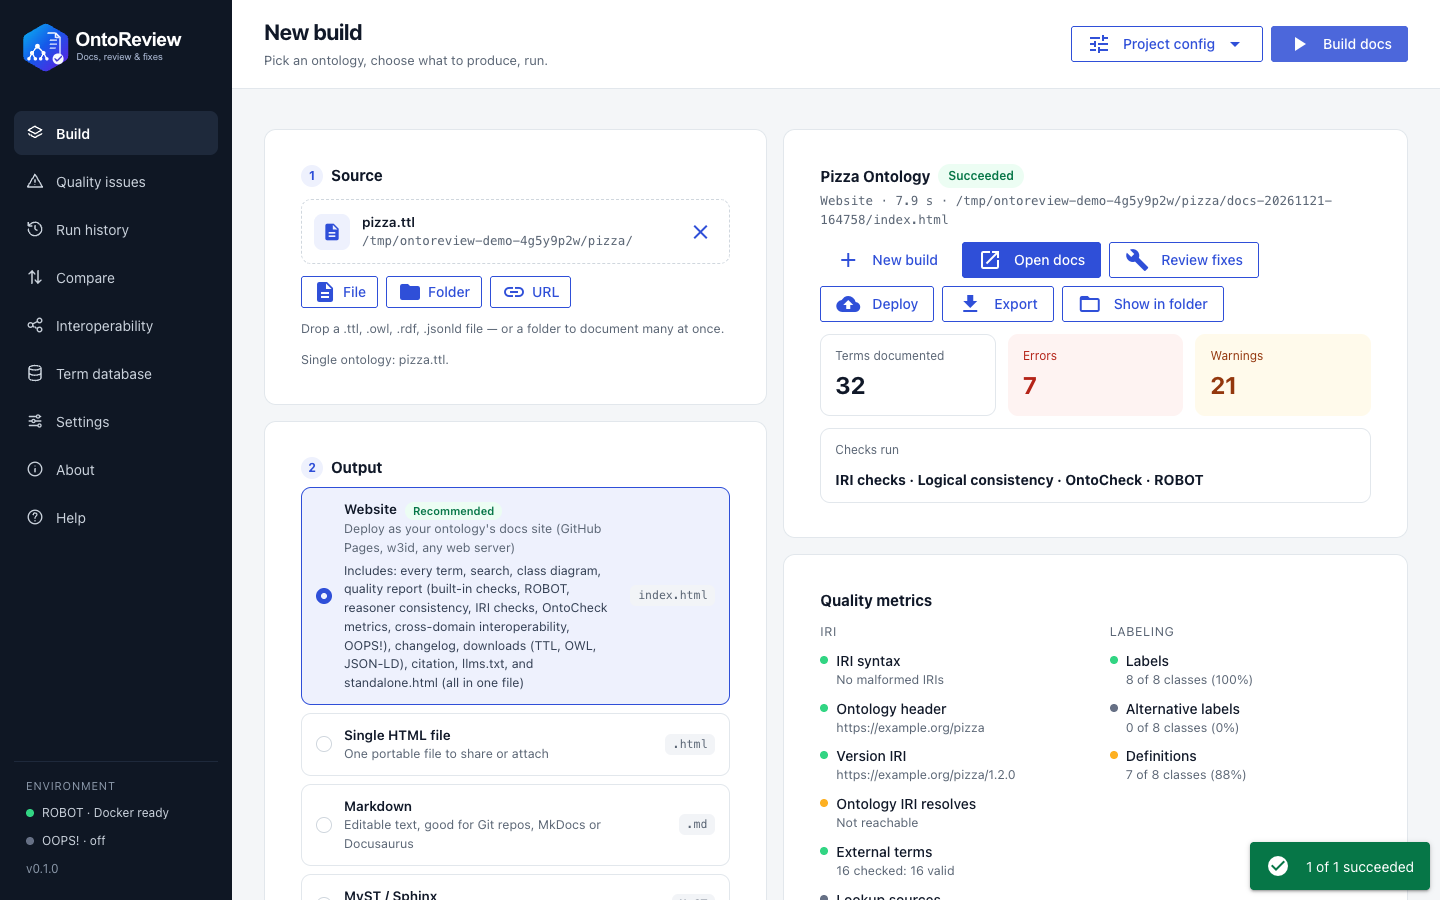 OntoReview
Docs, review & fixes
Build
Quality issues
Run history
Compare
Interoperability
Term database
Settings
About
Help
ENVIRONMENT
ROBOT · Docker ready
OOPS! · off
v0.1.0
New build
Pick an ontology, choose what to produce, run.
Project config
Build docs
1 Source
pizza.ttl
/tmp/ontoreview-demo-4g5y9p2w/pizza/
File
Folder
URL
Drop a .ttl, .owl, .rdf, .jsonld file — or a folder to document many at once.
Single ontology: pizza.ttl.
2 Output
Website Recommended
Deploy as your ontology's docs site (GitHub
Pages, w3id, any web server)
Includes: every term, search, class diagram,
quality report (built-in checks, ROBOT,
reasoner consistency, IRI checks, OntoCheck
metrics, cross-domain interoperability,
OOPS!), changelog, downloads (TTL, OWL,
JSON-LD), citation, llms.txt, and
standalone.html (all in one file)
index.html
Single HTML file
One portable file to share or attach
.html
Markdown
Editable text, good for Git repos, MkDocs or
Docusaurus
.md
MyST / Sphinx
Pizza Ontology Succeeded
Website · 7.9 s · /tmp/ontoreview-demo-4g5y9p2w/pizza/docs-20261121-
164758/index.html
New build
Open docs
Review fixes
Deploy
Export
Show in folder
Terms documented
32
Errors
7
Warnings
21
Checks run
IRI checks · Logical consistency · OntoCheck · ROBOT
Quality metrics
IRI
IRI syntax
No malformed IRIs
Ontology header
https://example.org/pizza
Version IRI
https://example.org/pizza/1.2.0
Ontology IRI resolves
Not reachable
External terms
16 checked: 16 valid
Lookup sources
LABELING
Labels
8 of 8 classes (100%)
Alternative labels
0 of 8 classes (0%)
Definitions
7 of 8 classes (88%)
1 of 1 succeeded